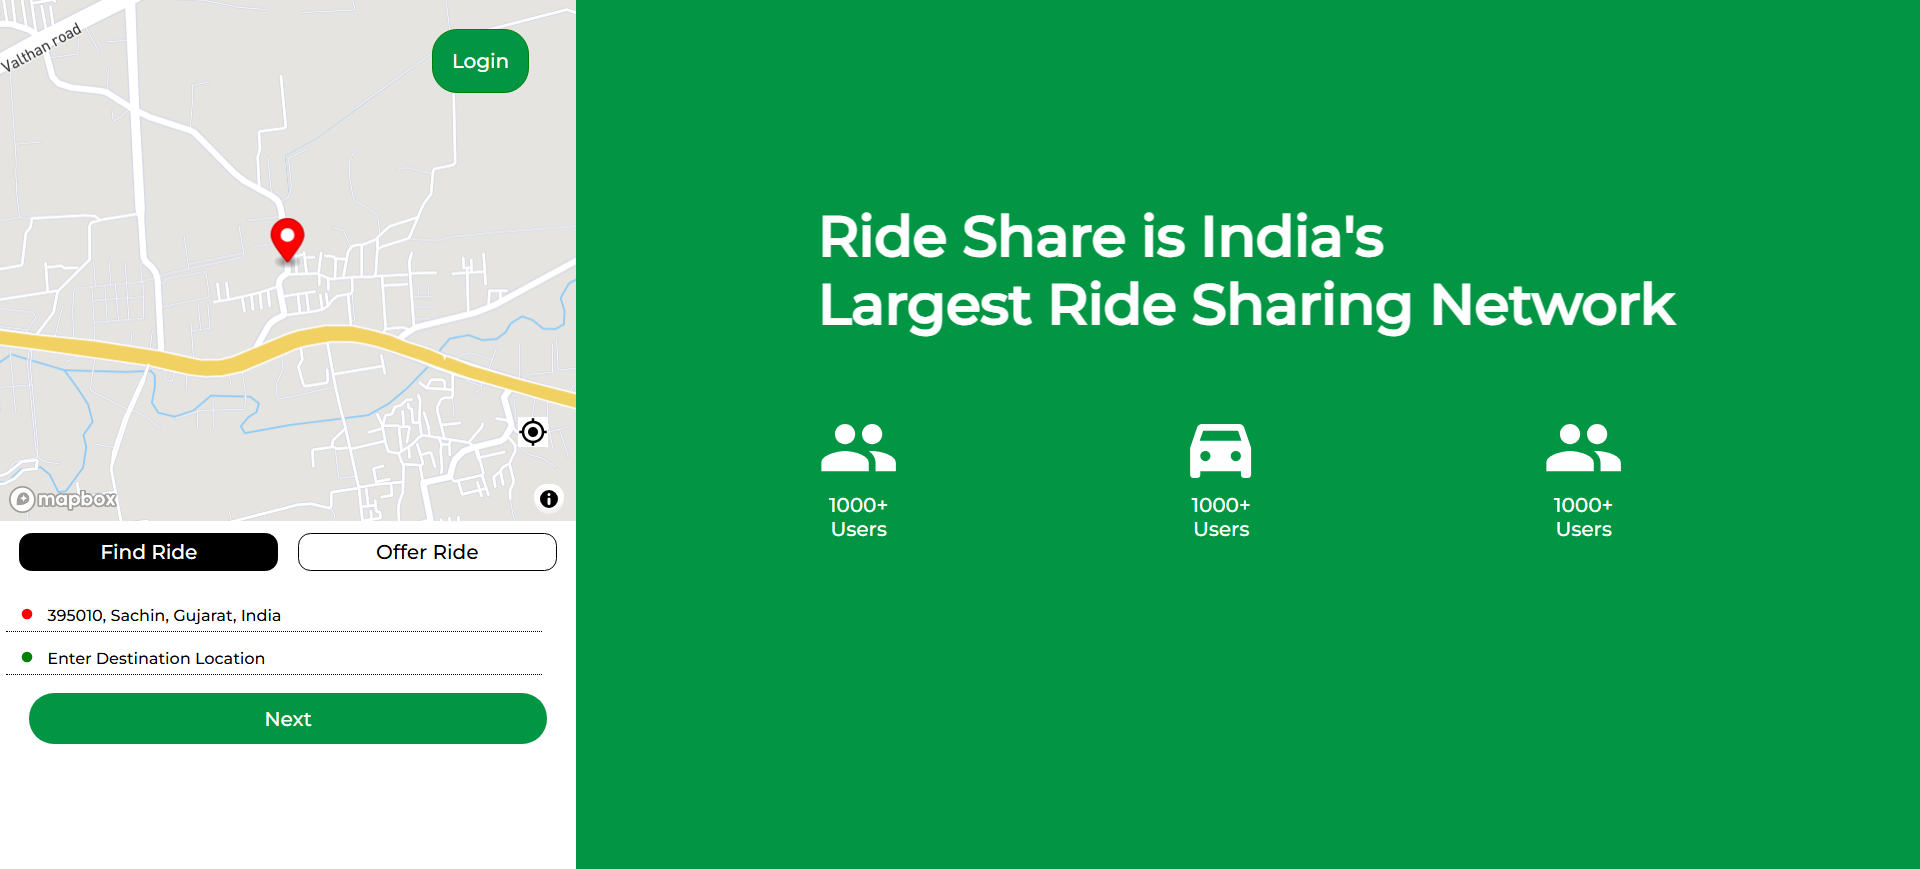 Valthan road
Login
mapbox
Find Ride
Offer Ride
395010, Sachin, Gujarat, India
Enter Destination Location
Next
Ride Share is India's
Largest Ride Sharing Network
1000+
Users
1000+
Users
1000+
Users